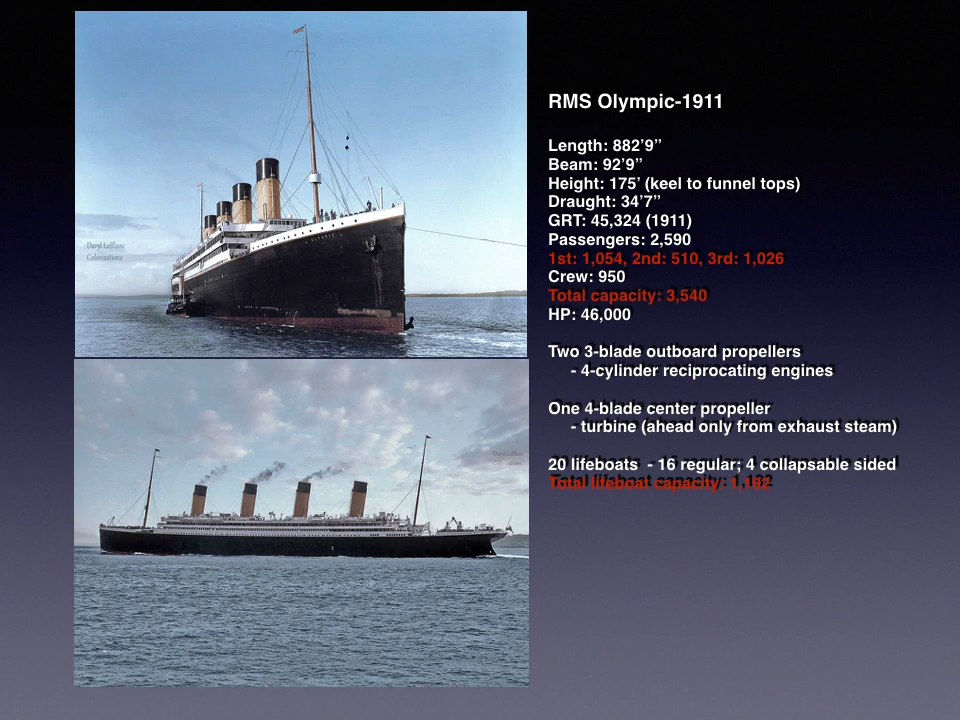 RMS Olympic-1911
Length: 882’9”
Beam: 92’9”
Height: 175’ (keel to funnel tops)
Draught: 34’7”
GRT: 45,324 (1911)
Passengers: 2,590
1st: 1,054, 2nd: 510, 3rd: 1,026
Crew: 950
Total capacity: 3,540
HP: 46,000
Two 3-blade outboard propellers
- 4-cylinder reciprocating engines
One 4-blade center propeller
- turbine (ahead only from exhaust steam)
20 lifeboats - 16 regular; 4 collapsable sided
Total lifeboat capacity: 1,182
Daryl LeBlanc
Colorizations
Daryl LeBlanc